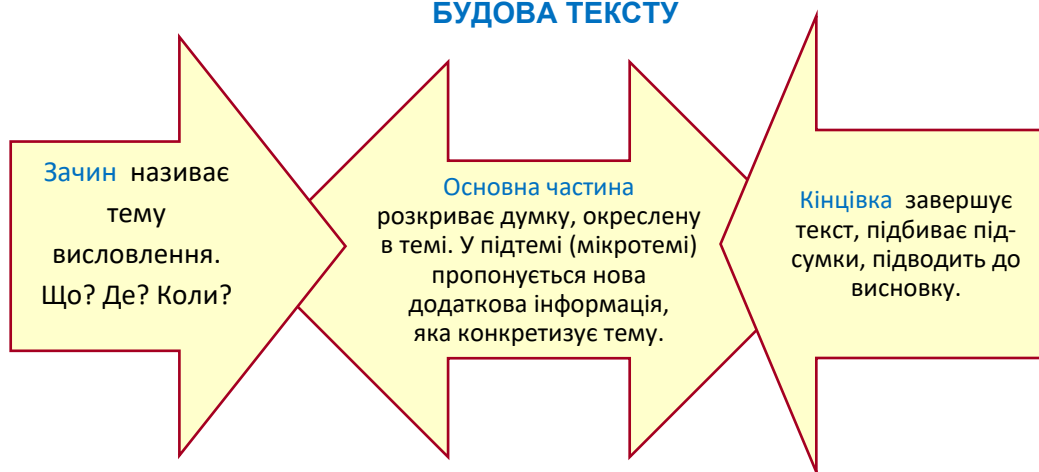 БУДОВА ТЕКСТУ
Зачин називає
тему
висловлення.
Що? Де? Коли?
Основна частина
розкриває думку, окреслену
в темі. У підтемі (мікротемі)
пропонується нова
додаткова інформація,
яка конкретизує тему.
Кінцівка завершує
текст, підбиває під-
сумки, підводить до
висновку.